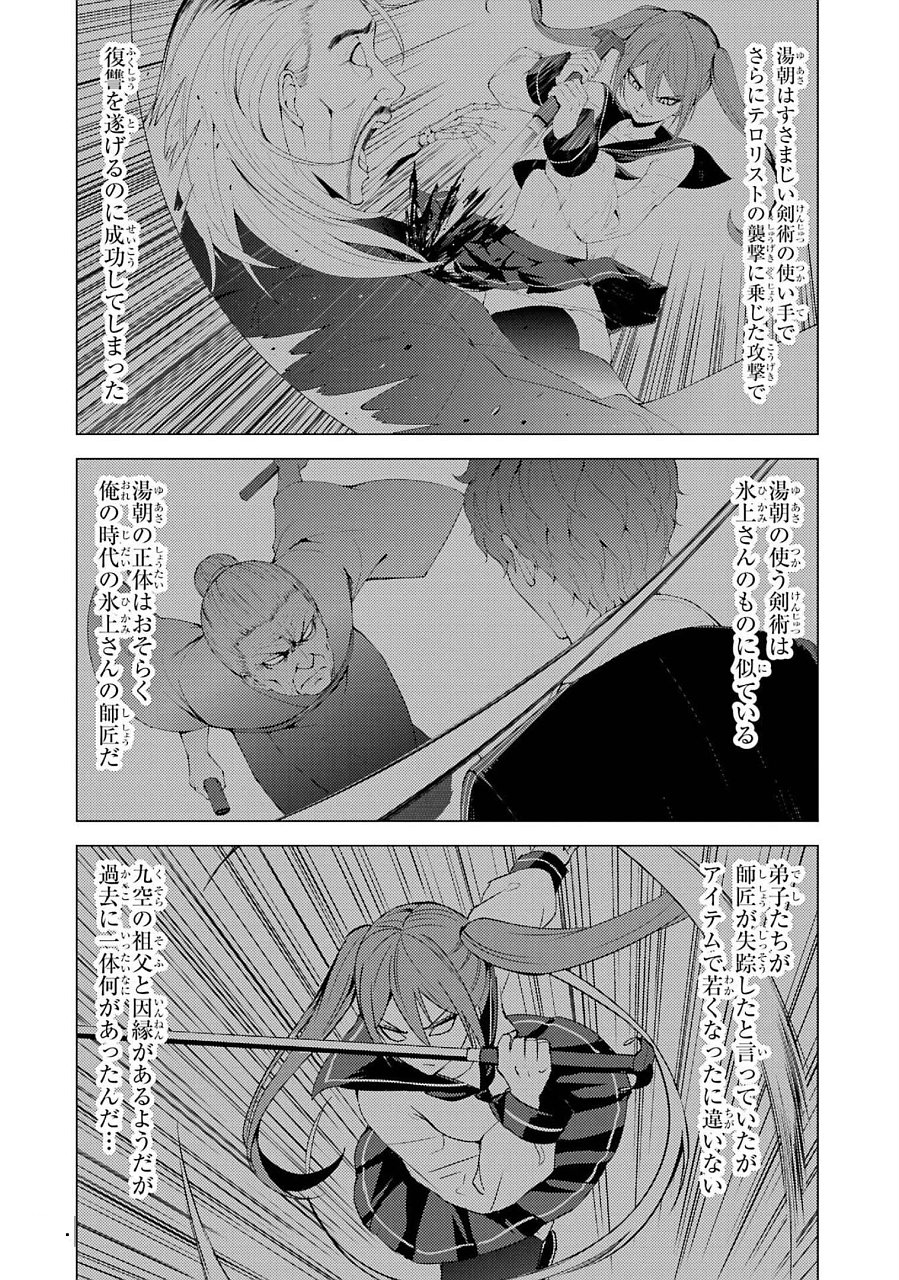 湯朝はすさまじい剣術の使い手で
さらにテロリストの襲撃に乗じた攻撃で
復讐を遂げるのに成功してしまった
湯朝の使う剣術は
氷上さんのものに似ている
湯朝の正体はおそらく
俺の時代の氷上さんの師匠だ
弟子たちが
師匠が失踪したと言っていたが
アイテムで若くなったに違いない
九空の祖父と因縁があるようだが
過去に一体何があったんだ…